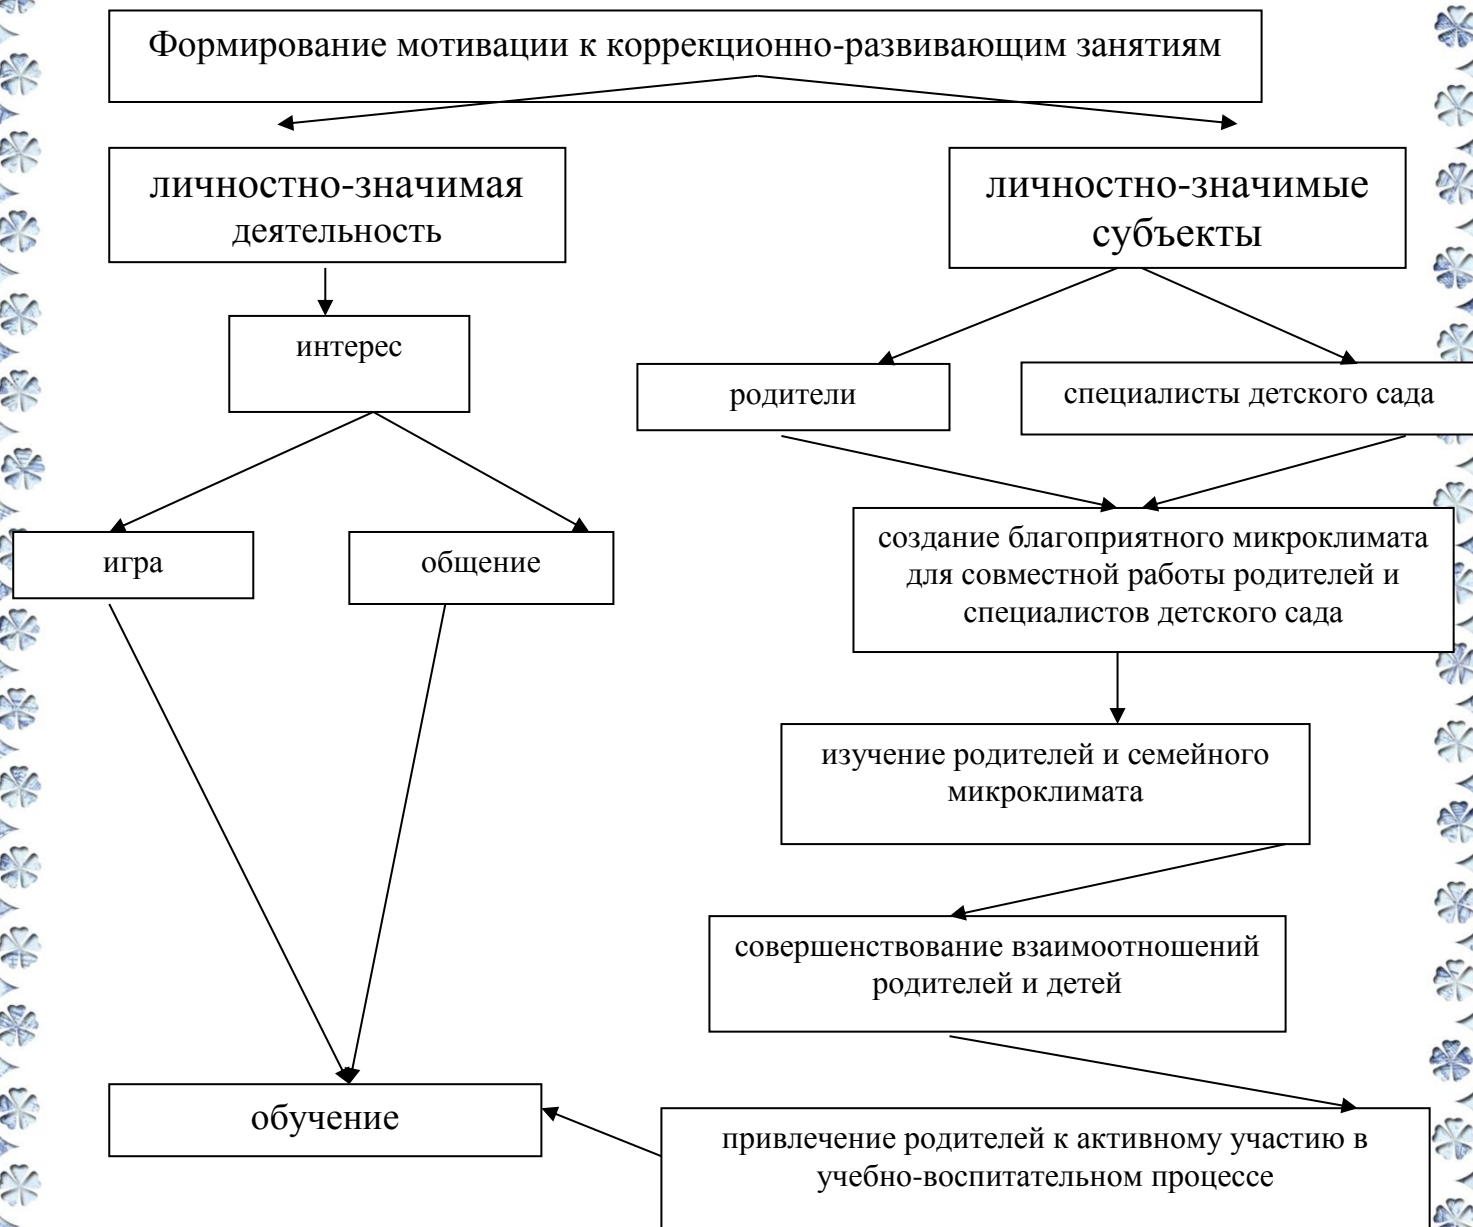 Формирование мотивации к коррекционно-развивающим занятиям
личностно-значимая
деятельность
личностно-значимые
субъекты
интерес
родители
специалисты детского сада
игра
общение
создание благоприятного микроклимата
для совместной работы родителей и
специалистов детского сада
изучение родителей и семейного
микроклимата
совершенствование взаимоотношений
родителей и детей
обучение
привлечение родителей к активному участию в
учебно-воспитательном процессе